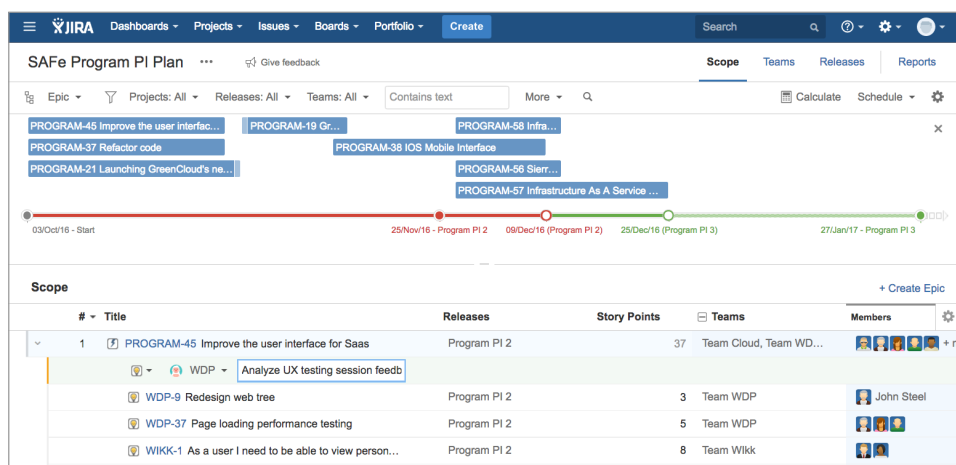 JIRA Dashboards Projects Issues Boards Portfolio Create Search
SAFe Program PI Plan ••• Give feedback Scope Teams Releases Reports
Epic Projects: All Releases: All Teams: All Contains text More Calculate Schedule
PROGRAM-45 Improve the user interfac... PROGRAM-19 Gr... PROGRAM-58 Infra...
PROGRAM-37 Refactor code PROGRAM-38 IOS Mobile Interface
PROGRAM-21 Launching GreenCloud's ne... PROGRAM-56 Sierr...
PROGRAM-57 Infrastructure As A Service ...
03/Oct/16 - Start 25/Nov/16 - Program PI 2 09/Dec/16 (Program PI 2) 25/Dec/16 (Program PI 3) 27/Jan/17 - Program PI 3
Scope + Create Epic
# Title Releases Story Points Teams Members
1 PROGRAM-45 Improve the user interface for Saas Program PI 2 37 Team Cloud, Team WD...
WDP Analyze UX testing session feedb
WDP-9 Redesign web tree Program PI 2 3 Team WDP John Steel
WDP-37 Page loading performance testing Program PI 2 5 Team WDP
WIKK-1 As a user I need to be able to view person... Program PI 2 8 Team WIkk